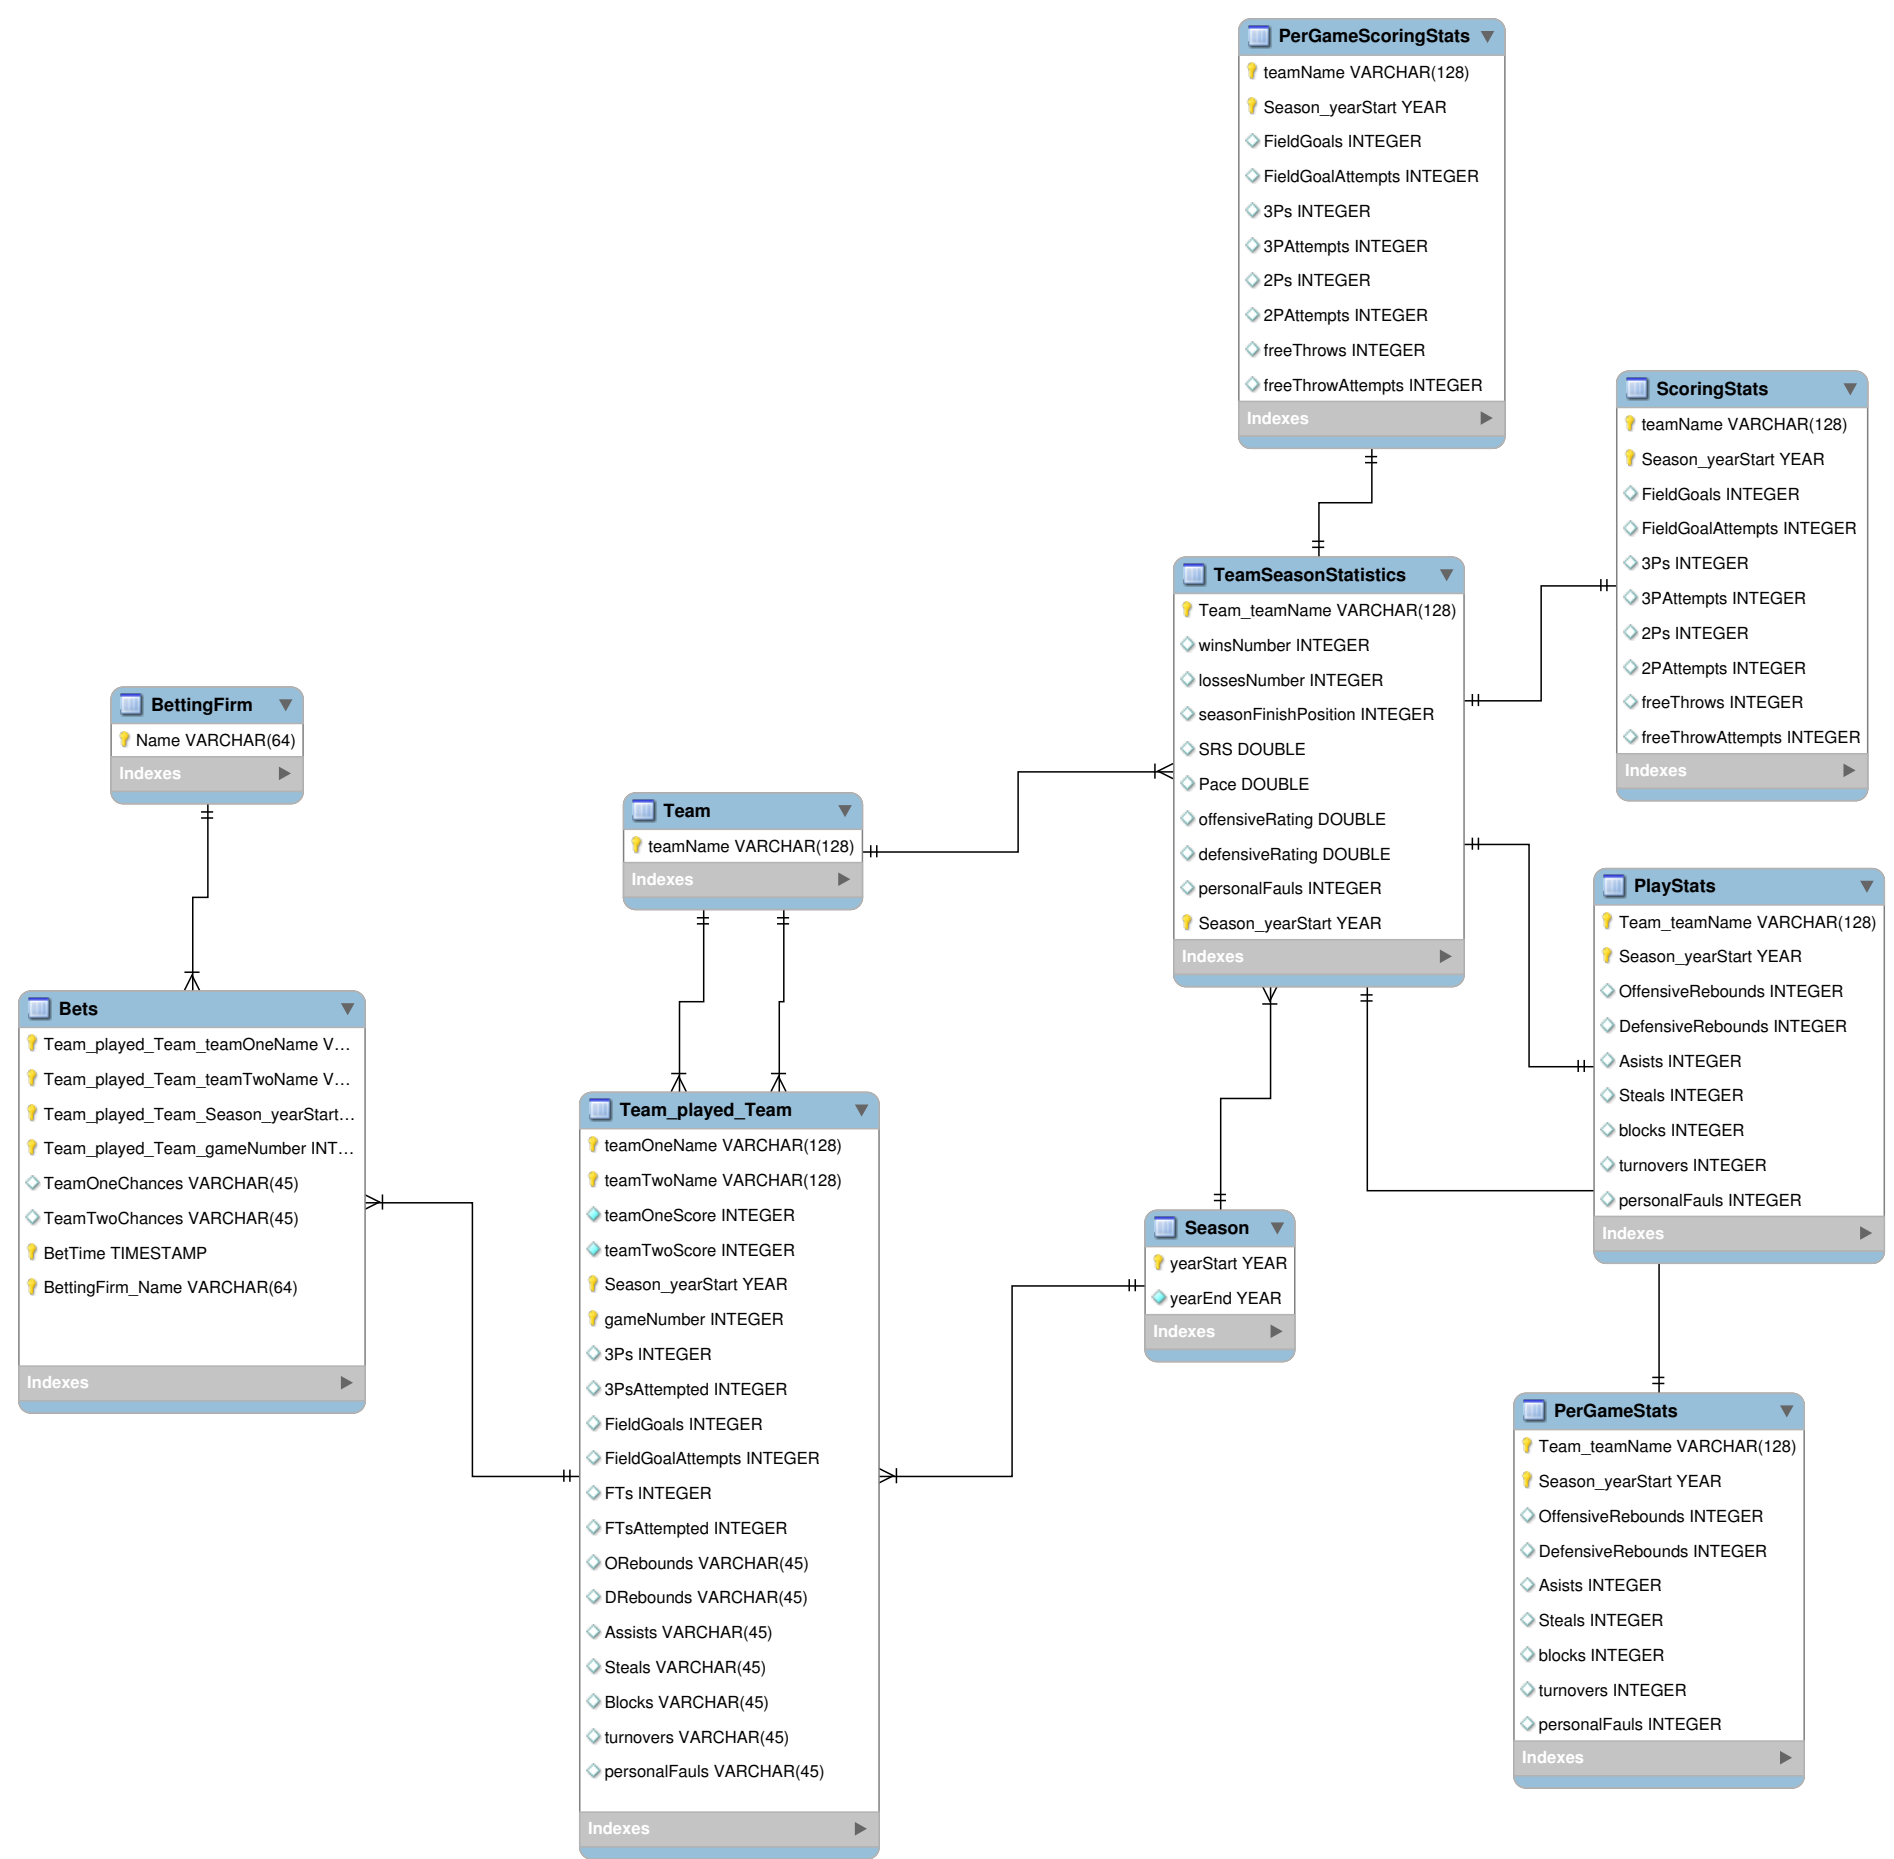 PerGameScoringStats
teamName VARCHAR(128)
Season_yearStart YEAR
FieldGoals INTEGER
FieldGoalAttempts INTEGER
3Ps INTEGER
3PAttempts INTEGER
2Ps INTEGER
2PAttempts INTEGER
freeThrows INTEGER
freeThrowAttempts INTEGER
Indexes
ScoringStats
teamName VARCHAR(128)
Season_yearStart YEAR
FieldGoals INTEGER
FieldGoalAttempts INTEGER
3Ps INTEGER
3PAttempts INTEGER
2Ps INTEGER
2PAttempts INTEGER
freeThrows INTEGER
freeThrowAttempts INTEGER
Indexes
TeamSeasonStatistics
Team_teamName VARCHAR(128)
winsNumber INTEGER
lossesNumber INTEGER
seasonFinishPosition INTEGER
SRS DOUBLE
Pace DOUBLE
offensiveRating DOUBLE
defensiveRating DOUBLE
personalFauls INTEGER
Season_yearStart YEAR
Indexes
BettingFirm
Name VARCHAR(64)
Indexes
Team
teamName VARCHAR(128)
Indexes
PlayStats
Team_teamName VARCHAR(128)
Season_yearStart YEAR
OffensiveRebounds INTEGER
DefensiveRebounds INTEGER
Asists INTEGER
Steals INTEGER
blocks INTEGER
turnovers INTEGER
personalFauls INTEGER
Indexes
Bets
Team_played_Team_teamOneName V...
Team_played_Team_teamTwoName V...
Team_played_Team_Season_yearStart...
Team_played_Team_gameNumber INT...
TeamOneChances VARCHAR(45)
TeamTwoChances VARCHAR(45)
BetTime TIMESTAMP
BettingFirm_Name VARCHAR(64)
Indexes
Team_played_Team
teamOneName VARCHAR(128)
teamTwoName VARCHAR(128)
teamOneScore INTEGER
teamTwoScore INTEGER
Season_yearStart YEAR
gameNumber INTEGER
3Ps INTEGER
3PsAttempted INTEGER
FieldGoals INTEGER
FieldGoalAttempts INTEGER
FTs INTEGER
FTsAttempted INTEGER
ORebounds VARCHAR(45)
DRebounds VARCHAR(45)
Assists VARCHAR(45)
Steals VARCHAR(45)
Blocks VARCHAR(45)
turnovers VARCHAR(45)
personalFauls VARCHAR(45)
Indexes
Season
yearStart YEAR
yearEnd YEAR
Indexes
PerGameStats
Team_teamName VARCHAR(128)
Season_yearStart YEAR
OffensiveRebounds INTEGER
DefensiveRebounds INTEGER
Asists INTEGER
Steals INTEGER
blocks INTEGER
turnovers INTEGER
personalFauls INTEGER
Indexes